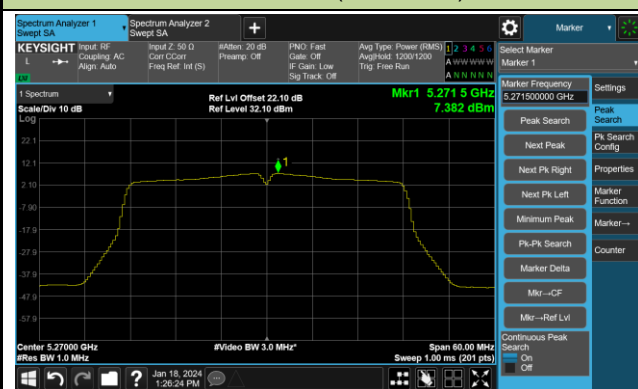 Spectrum Analyzer 1
Swept SA
Spectrum Analyzer 2
Swept SA
+
Marker
KEYSIGHT
L
LM
Input: RF
Coupling: AC
Align: Auto
Input Z: 50 Ω
Corr CCorr
Freq Ref: Int (S)
#Atten: 20 dB
Preamp: Off
PNO: Fast
Gate: Off
IF Gain: Low
Sig Track: Off
Avg Type: Power (RMS)
Avg|Hold: 1200/1200
Trig: Free Run
1 2 3 4 5 6
A W W W W W
A N N N N N
Select Marker
Marker 1
1 Spectrum
Scale/Div 10 dB
Log
Ref Lvl Offset 22.10 dB
Ref Level 32.10 dBm
Mkr1 5.271 5 GHz
7.382 dBm
22.1
12.1
2.10
-7.90
-17.9
-27.9
-37.9
-47.9
-57.9
1
Center 5.27000 GHz
#Res BW 1.0 MHz
#Video BW 3.0 MHz*
Span 60.00 MHz
Sweep 1.00 ms (201 pts)
Marker Frequency
5.271500000 GHz
Peak Search
Next Peak
Next Pk Right
Next Pk Left
Minimum Peak
Pk-Pk Search
Marker Delta
Mkr→CF
Mkr→Ref Lvl
Continuous Peak
Search
On
Off
Settings
Peak
Search
Pk Search
Config
Properties
Marker
Function
Marker→
Counter
?
Jan 18, 2024
1:26:24 PM